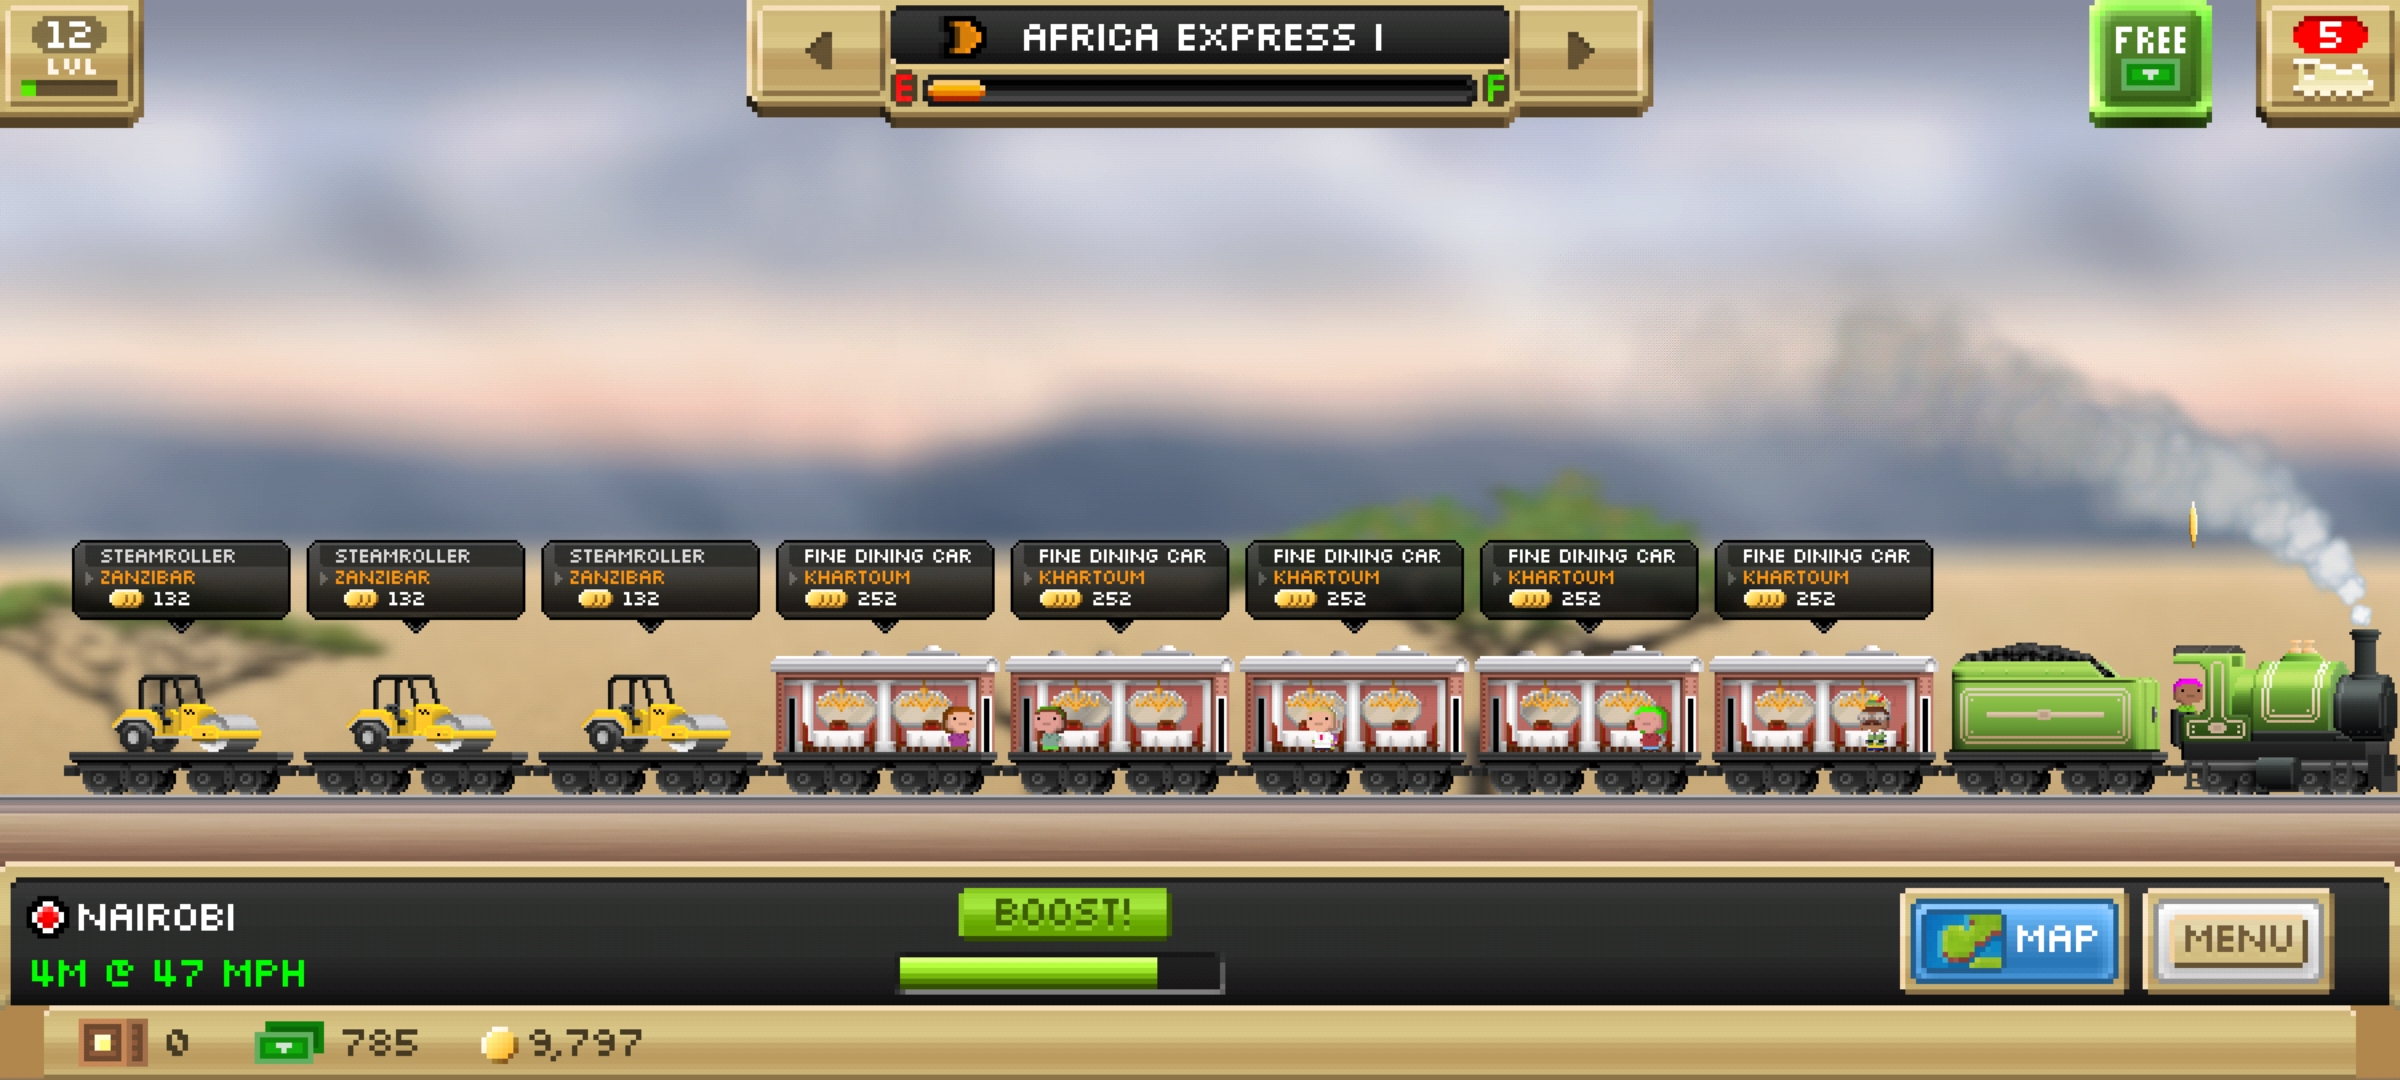 12
LVL
AFRICA EXPRESS I
E F
FREE
5
STEAMROLLER
ZANZIBAR
132
STEAMROLLER
ZANZIBAR
132
STEAMROLLER
ZANZIBAR
132
FINE DINING CAR
KHARTOUM
252
FINE DINING CAR
KHARTOUM
252
FINE DINING CAR
KHARTOUM
252
FINE DINING CAR
KHARTOUM
252
FINE DINING CAR
KHARTOUM
252
NAIROBI
4M @ 47 MPH
BOOST!
MAP
MENU
0 785 9,797